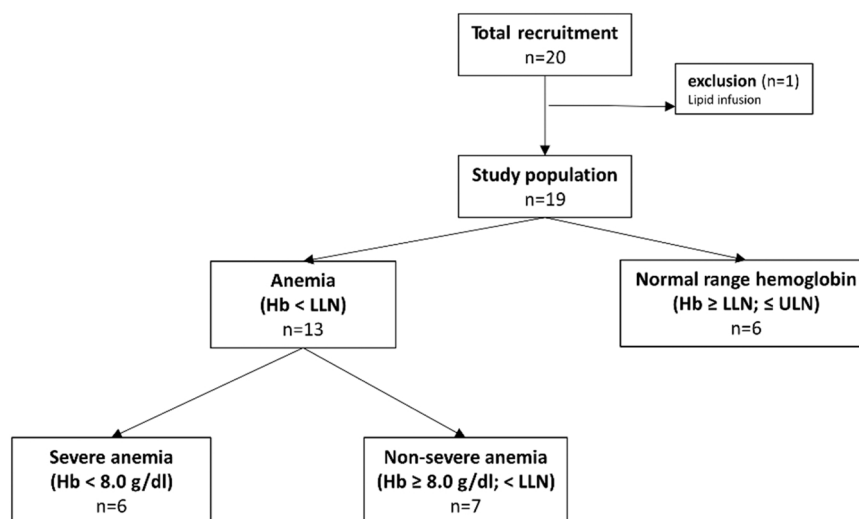 Total recruitment
n=20
exclusion (n=1)
Lipid infusion
Study population
n=19
Anemia
(Hb < LLN)
n=13
Normal range hemoglobin
(Hb ≥ LLN; ≤ ULN)
n=6
Severe anemia
(Hb < 8.0 g/dl)
n=6
Non-severe anemia
(Hb ≥ 8.0 g/dl; < LLN)
n=7